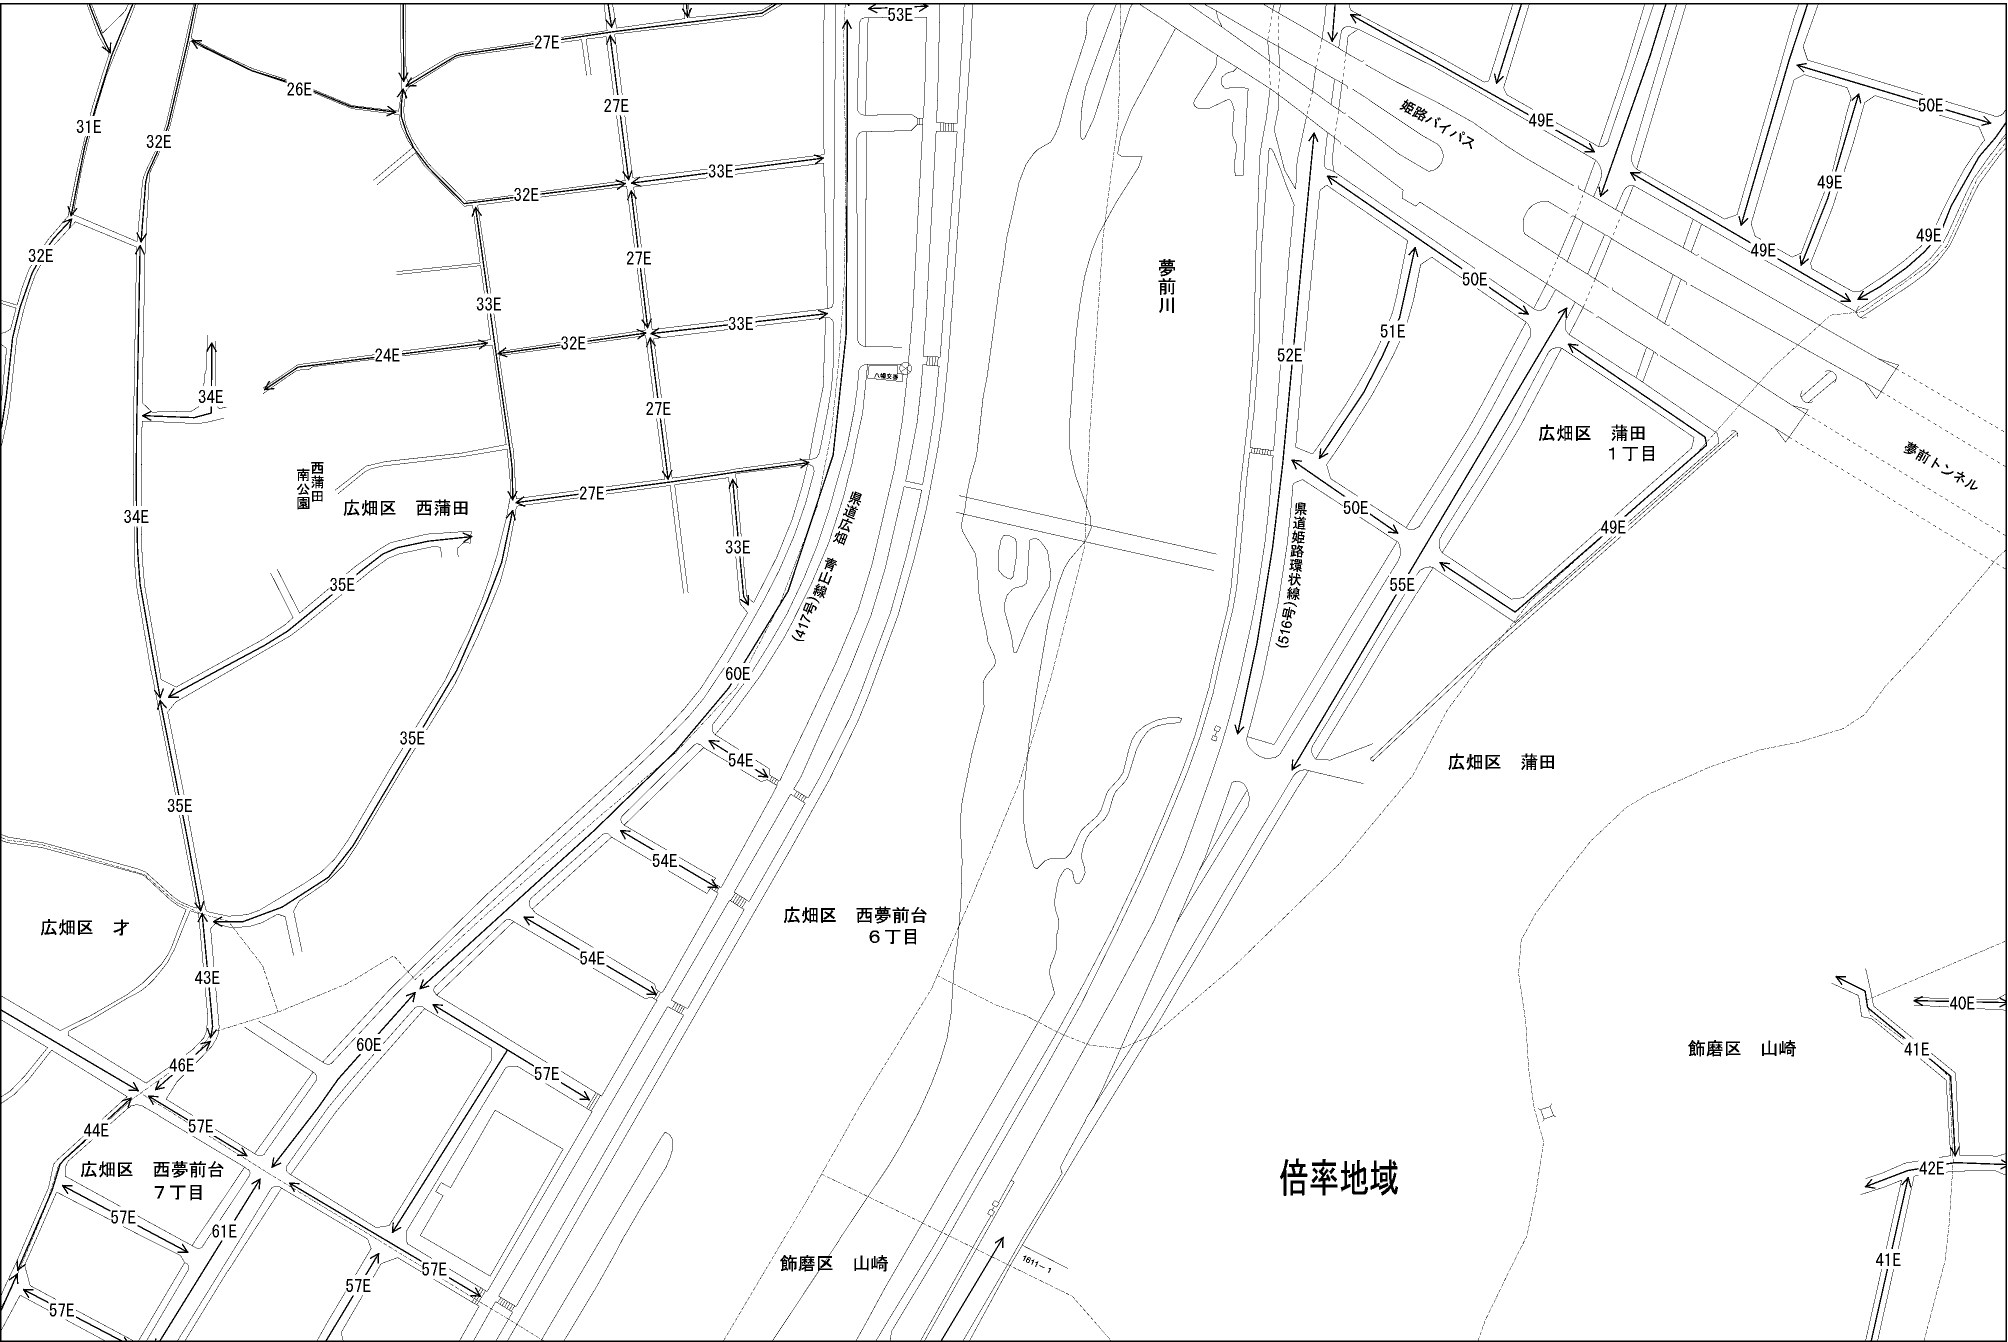 53E
27E
26E
31E
32E
27E
33E
32E
27E
32E
33E
33E
32E
24E
34E
27E
西蒲田
南公園
広畑区 西蒲田
27E
34E
33E
35E
35E
35E
八幡交番
県道広畑青山線(417号)
60E
54E
54E
54E
広畑区 才
43E
46E
60E
57E
57E
44E
広畑区 西夢前台
7丁目
57E
61E
57E
57E
57E
広畑区 西夢前台
6丁目
飾磨区 山崎
夢前川
姫路バイパス
49E
50E
49E
49E
49E
50E
51E
52E
広畑区 蒲田
1丁目
夢前トンネル
県道姫路環状線(516号)
50E
49E
55E
広畑区 蒲田
40E
飾磨区 山崎
41E
42E
倍率地域
41E
1611-1